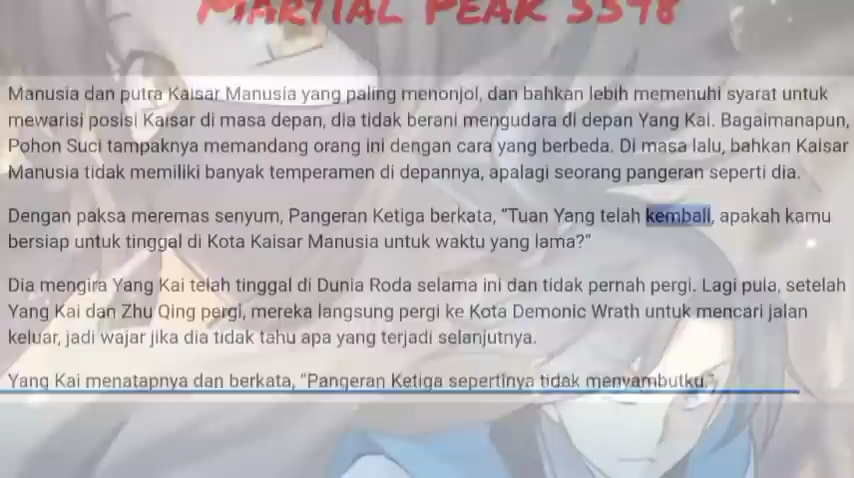 MARTIAL PEAK 3398
Manusia dan putra Kaisar Manusia yang paling menonjol, dan bahkan lebih memenuhi syarat untuk
mewarisi posisi Kaisar di masa depan, dia tidak berani mengudara di depan Yang Kai. Bagaimanapun,
Pohon Suci tampaknya memandang orang ini dengan cara yang berbeda. Di masa lalu, bahkan Kaisar
Manusia tidak memiliki banyak temperamen di depannya, apalagi seorang pangeran seperti dia.
Dengan paksa meremas senyum, Pangeran Ketiga berkata, “Tuan Yang telah kembali, apakah kamu
bersiap untuk tinggal di Kota Kaisar Manusia untuk waktu yang lama?”
Dia mengira Yang Kai telah tinggal di Dunia Roda selama ini dan tidak pernah pergi. Lagi pula, setelah
Yang Kai dan Zhu Qing pergi, mereka langsung pergi ke Kota Demonic Wrath untuk mencari jalan
keluar, jadi wajar jika dia tidak tahu apa yang terjadi selanjutnya.
Yang Kai menatapnya dan berkata, “Pangeran Ketiga sepertinya tidak menyambutku.”